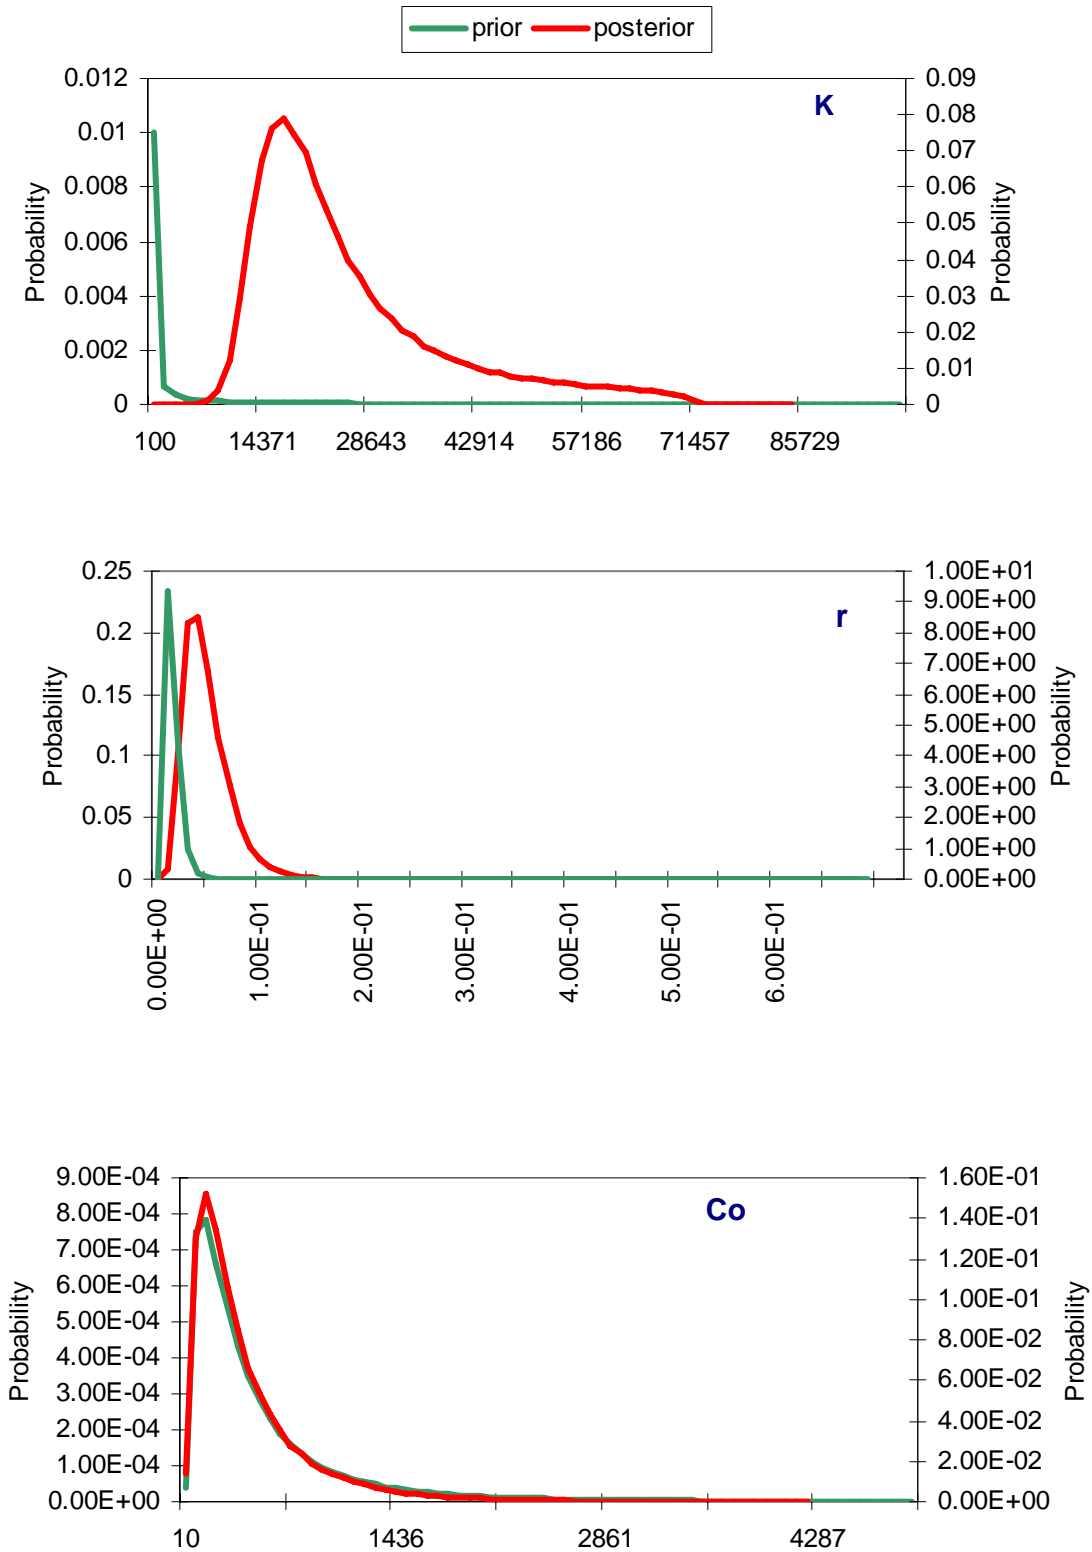 prior posterior
K
0.012 0.09
0.01 0.08
0.008 0.07
0.006 0.06
0.004 0.05
0.002 0.04
0 0.03
0.02
0.01
0
Probability
Probability
100 14371 28643 42914 57186 71457 85729
r
0.25 1.00E+01
0.2 9.00E+00
0.15 8.00E+00
0.1 7.00E+00
0.05 6.00E+00
0 5.00E+00
4.00E+00
3.00E+00
2.00E+00
1.00E+00
0.00E+00
Probability
Probability
0.00E+00 1.00E-01 2.00E-01 3.00E-01 4.00E-01 5.00E-01 6.00E-01
Co
9.00E-04 1.60E-01
8.00E-04 1.40E-01
7.00E-04 1.20E-01
6.00E-04 1.00E-01
5.00E-04 8.00E-02
4.00E-04 6.00E-02
3.00E-04 4.00E-02
2.00E-04 2.00E-02
1.00E-04 0.00E+00
0.00E+00
Probability
Probability
10 1436 2861 4287